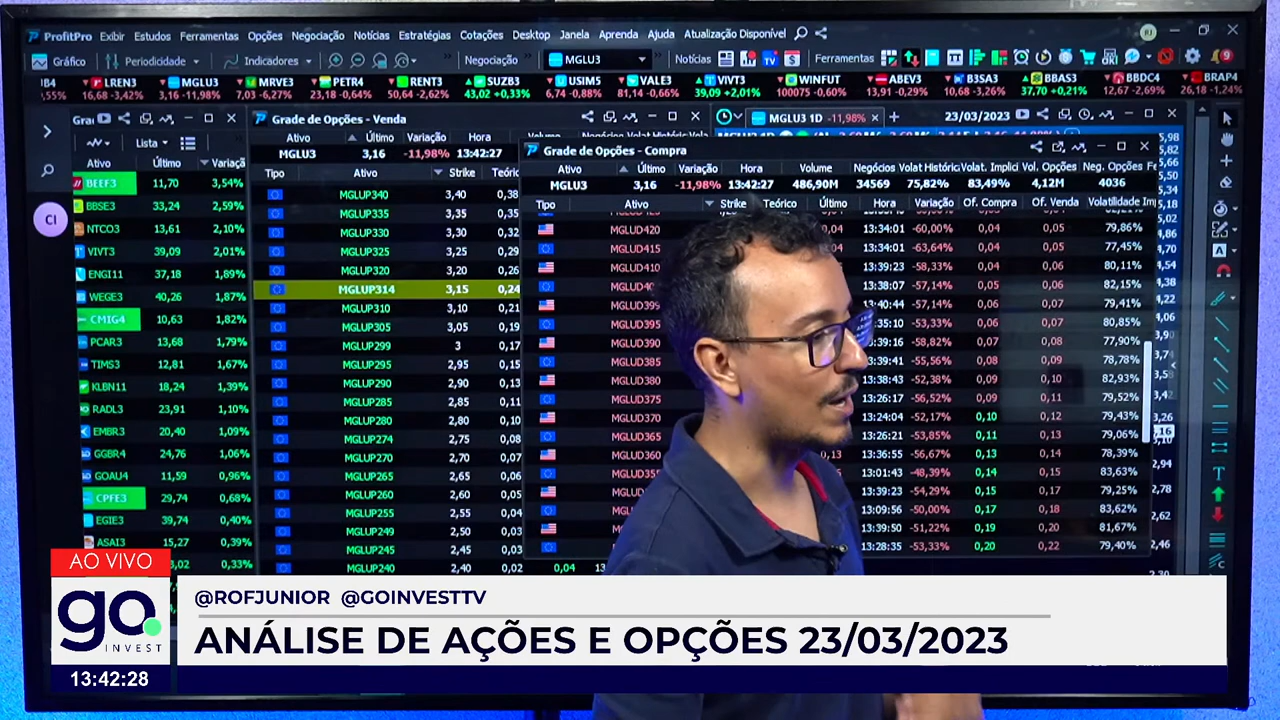 ProfitPro Exibir Estudos Ferramentas Opções Negociação Notícias Estratégias Cotações Desktop Janela Aprenda Ajuda Atualização Disponível
Gráfico Periodicidade Indicadores Negociação MGLU3 Notícias Ferramentas
LREN3 MGLU3 MRVE3 PETR4 RENT3 SUZB3 USIM5 VALE3 VIVT3 WINFUT ABEV3 B3SA3 BBAS3 BBDC4 BRAP4
16,68 -3,42% 3,16 -11,98% 7,03 -6,27% 23,18 -0,64% 50,64 -2,62% 43,02 +0,33% 6,74 -0,88% 81,14 -0,66% 39,09 +2,01% 100075 -0,60% 13,91 -0,29% 10,68 -3,26% 37,70 +0,21% 12,67 -2,69% 26,18 -1,24%
Lista
Ativo Último Variaçã
BEEF3 11,70 3,54%
BBSE3 33,24 2,59%
NTCO3 13,61 2,10%
VIVT3 39,09 2,01%
ENGI11 37,18 1,89%
WEGE3 40,26 1,87%
CMIG4 10,63 1,82%
PCAR3 13,68 1,79%
TIMS3 12,81 1,67%
KLBN11 18,24 1,39%
RADL3 23,91 1,10%
EMBR3 20,40 1,09%
GGBR4 24,76 1,06%
GOAU4 11,59 0,96%
CPFE3 29,74 0,68%
EGIE3 39,74 0,40%
ASAI3 15,27 0,39%
0,33%
CI
Grade de Opções - Venda
Ativo Último Variação Hora
MGLU3 3,16 -11,98% 13:42:27
Tipo Ativo Strike Teóric
MGLUP340 3,40 0,38
MGLUP335 3,35 0,35
MGLUP330 3,30 0,32
MGLUP325 3,25 0,29
MGLUP320 3,20 0,26
MGLUP314 3,15 0,24
MGLUP310 3,10 0,21
MGLUP305 3,05 0,19
MGLUP299 3 0,17
MGLUP295 2,95 0,15
MGLUP290 2,90 0,13
MGLUP285 2,85 0,11
MGLUP280 2,80 0,10
MGLUP274 2,75 0,08
MGLUP270 2,70 0,07
MGLUP265 2,65 0,06
MGLUP260 2,60 0,05
MGLUP255 2,55 0,04
MGLUP249 2,50 0,03
MGLUP245 2,45 0,03
MGLUP240 2,40 0,02 0,04
MGLU3 1D -11,98% 23/03/2023
Grade de Opções - Compra
Ativo Último Variação Hora Volume Negócios Volat Históric Volat. Implíci Vol. Opções Neg. Opções
MGLU3 3,16 -11,98% 13:42:27 486,90M 34569 75,82% 83,49% 4,12M 4036
Tipo Ativo Strike Teórico Último Hora Variação Of. Compra Of. Venda Volatilidade Im
MGLUD420 0,04 13:34:01 -60,00% 0,04 0,05 79,86%
MGLUD415 13:34:01 -63,64% 0,04 0,05 77,45%
MGLUD410 13:39:23 -58,33% 0,04 0,06 80,11%
13:38:07 -57,14% 0,05 0,06 82,15%
MGLUD399 -57,14% 0,06 0,07 79,41%
MGLUD395 -53,33% 0,06 0,07 80,85%
MGLUD390 -58,82% 0,07 0,08 77,90%
MGLUD385 13:39:41 -55,56% 0,08 0,09 78,78%
MGLUD380 13:38:43 -52,38% 0,09 0,10 82,93%
MGLUD375 13:26:17 -56,52% 0,09 0,11 79,52%
MGLUD370 13:24:04 -52,17% 0,10 0,12 79,43%
MGLUD365 13:26:21 -53,85% 0,11 0,13 79,06%
MGLUD360 0,13 13:36:55 -56,67% 0,13 0,14 78,39%
13:01:43 -48,39% 0,14 0,15 83,63%
13:39:23 -54,29% 0,15 0,17 79,25%
13:09:56 -50,00% 0,17 0,18 83,62%
13:39:50 -51,22% 0,19 0,20 81,67%
13:28:35 -53,33% 0,20 0,22 79,40%
AO VIVO
go.
INVEST
13:42:28
@ROFJUNIOR @GOINVESTTV
ANÁLISE DE AÇÕES E OPÇÕES 23/03/2023